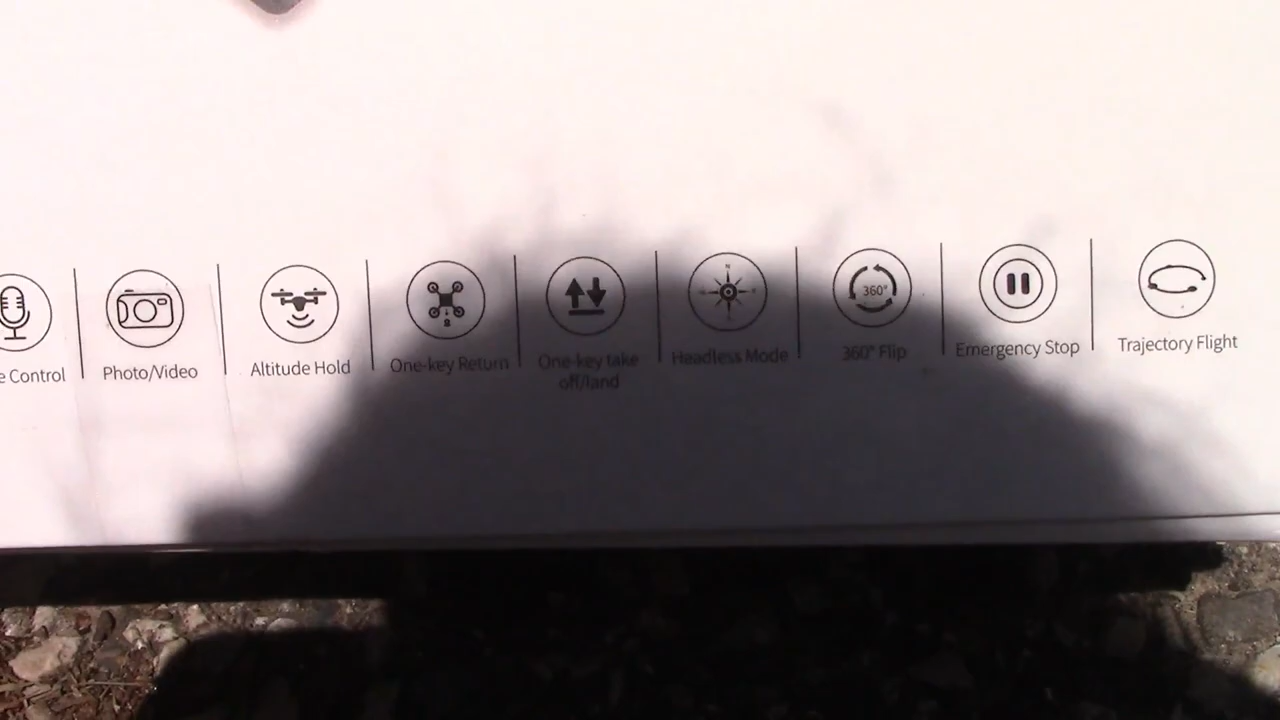 e Control
Photo/Video
Altitude Hold
One-key Return
One-key take
off/land
Headless Mode
360°
360° Flip
Emergency Stop
Trajectory Flight